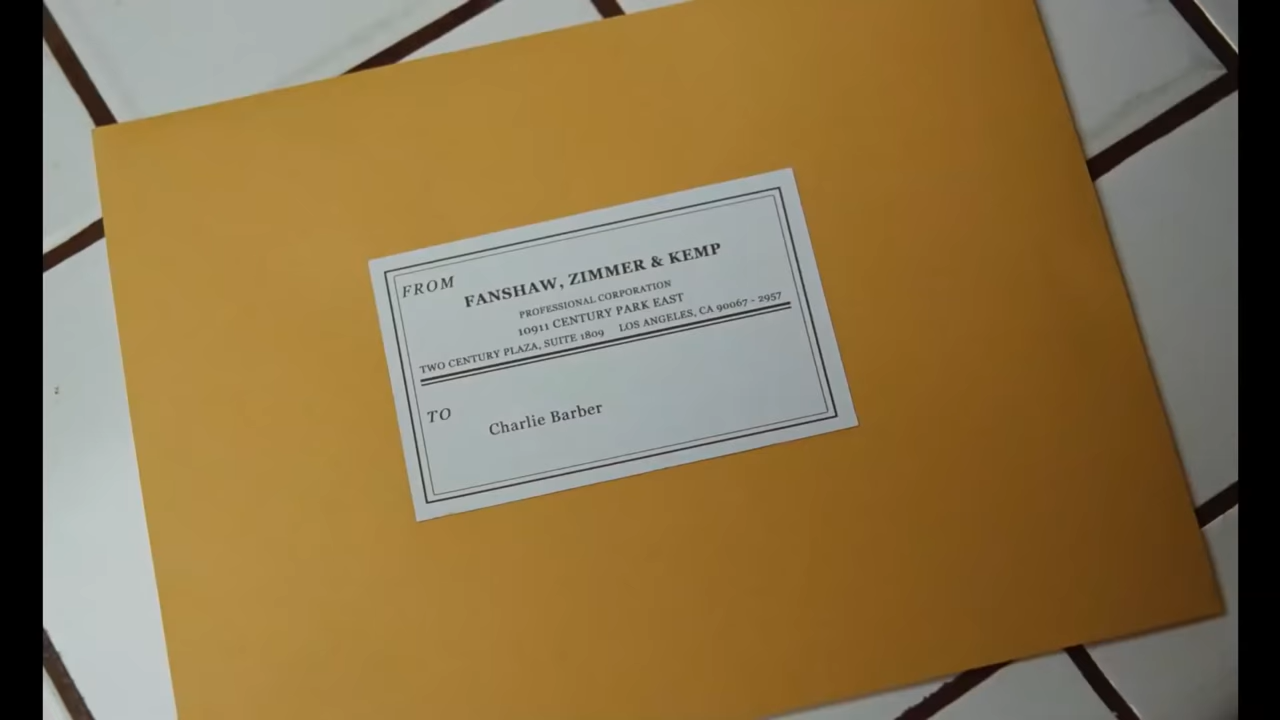 FROM
FANSHAW, ZIMMER & KEMP
PROFESSIONAL CORPORATION
10911 CENTURY PARK EAST
TWO CENTURY PLAZA, SUITE 1809 LOS ANGELES, CA 90067 - 2957
TO
Charlie Barber